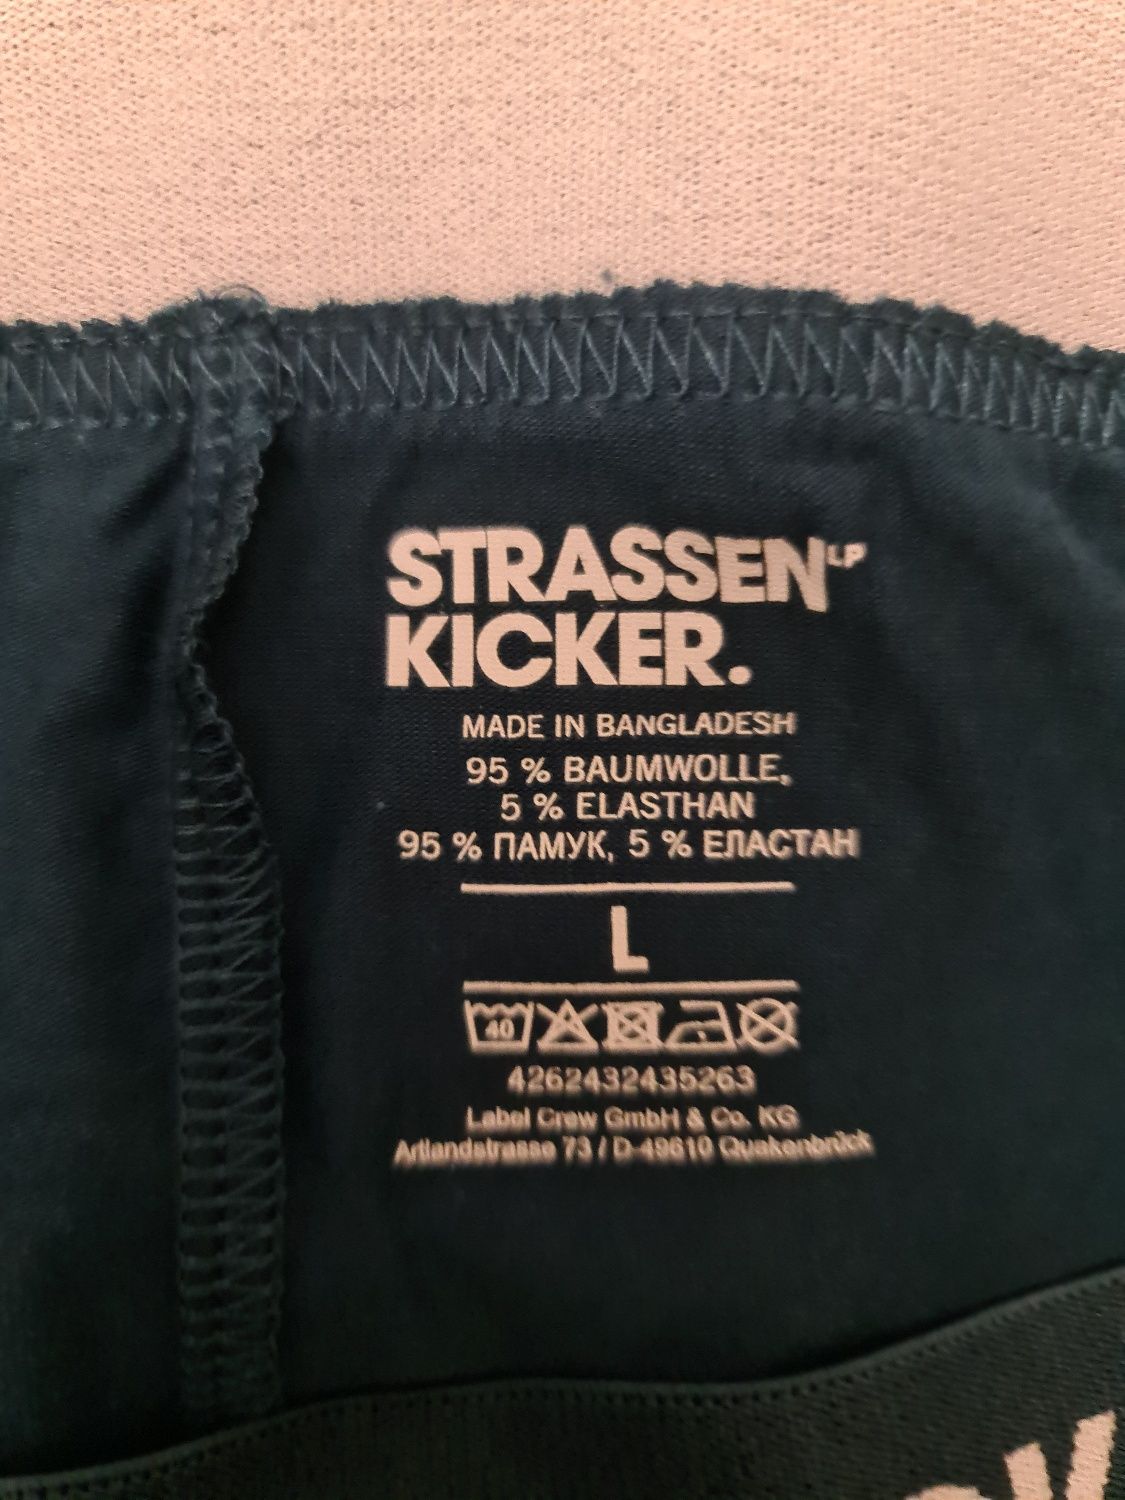 STRASSEN LP
KICKER.
MADE IN BANGLADESH
95 % BAUMWOLLE,
5 % ELASTHAN
95 % ПАМУК, 5 % ЕЛАСТАН
L
40
4262432435263
Label Crew GmbH & Co. KG
Artlandstrasse 73 / D-49610 Quakenbrück